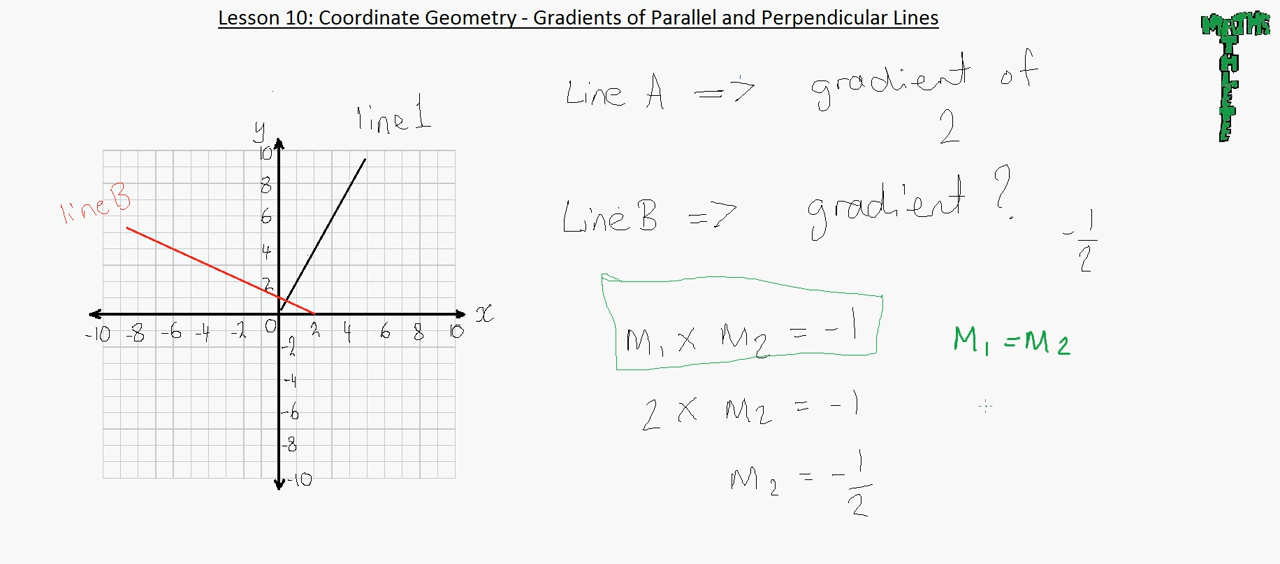 Lesson 10: Coordinate Geometry - Gradients of Parallel and Perpendicular Lines
MATHS
ATHLETE
Line A => gradient of
2
line 1
y
10
8
6
4
2
line B
Line B => gradient ?
-1/2
-10 -8 -6 -4 -2 0 2 4 6 8 10 x
-2
-4
-6
-8
-10
M₁ x M₂ = -1
M₁ = M₂
2 x M₂ = -1
M₂ = -1/2